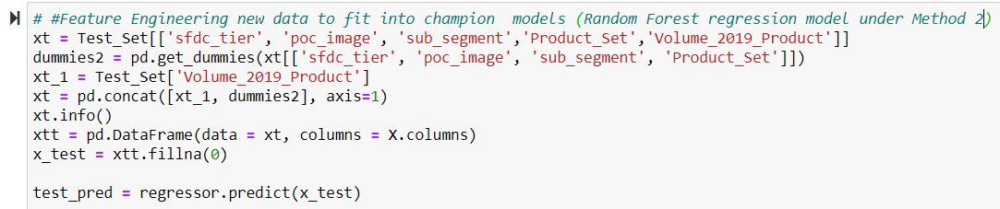 # #Feature Engineering new data to fit into champion  models (Random Forest regression model under Method 2)
xt = Test_Set[['sfdc_tier', 'poc_image', 'sub_segment','Product_Set','Volume_2019_Product']]
dummies2 = pd.get_dummies(xt[['sfdc_tier', 'poc_image', 'sub_segment', 'Product_Set']])
xt_1 = Test_Set['Volume_2019_Product']
xt = pd.concat([xt_1, dummies2], axis=1)
xt.info()
xtt = pd.DataFrame(data = xt, columns = X.columns)
x_test = xtt.fillna(0)
test_pred = regressor.predict(x_test)